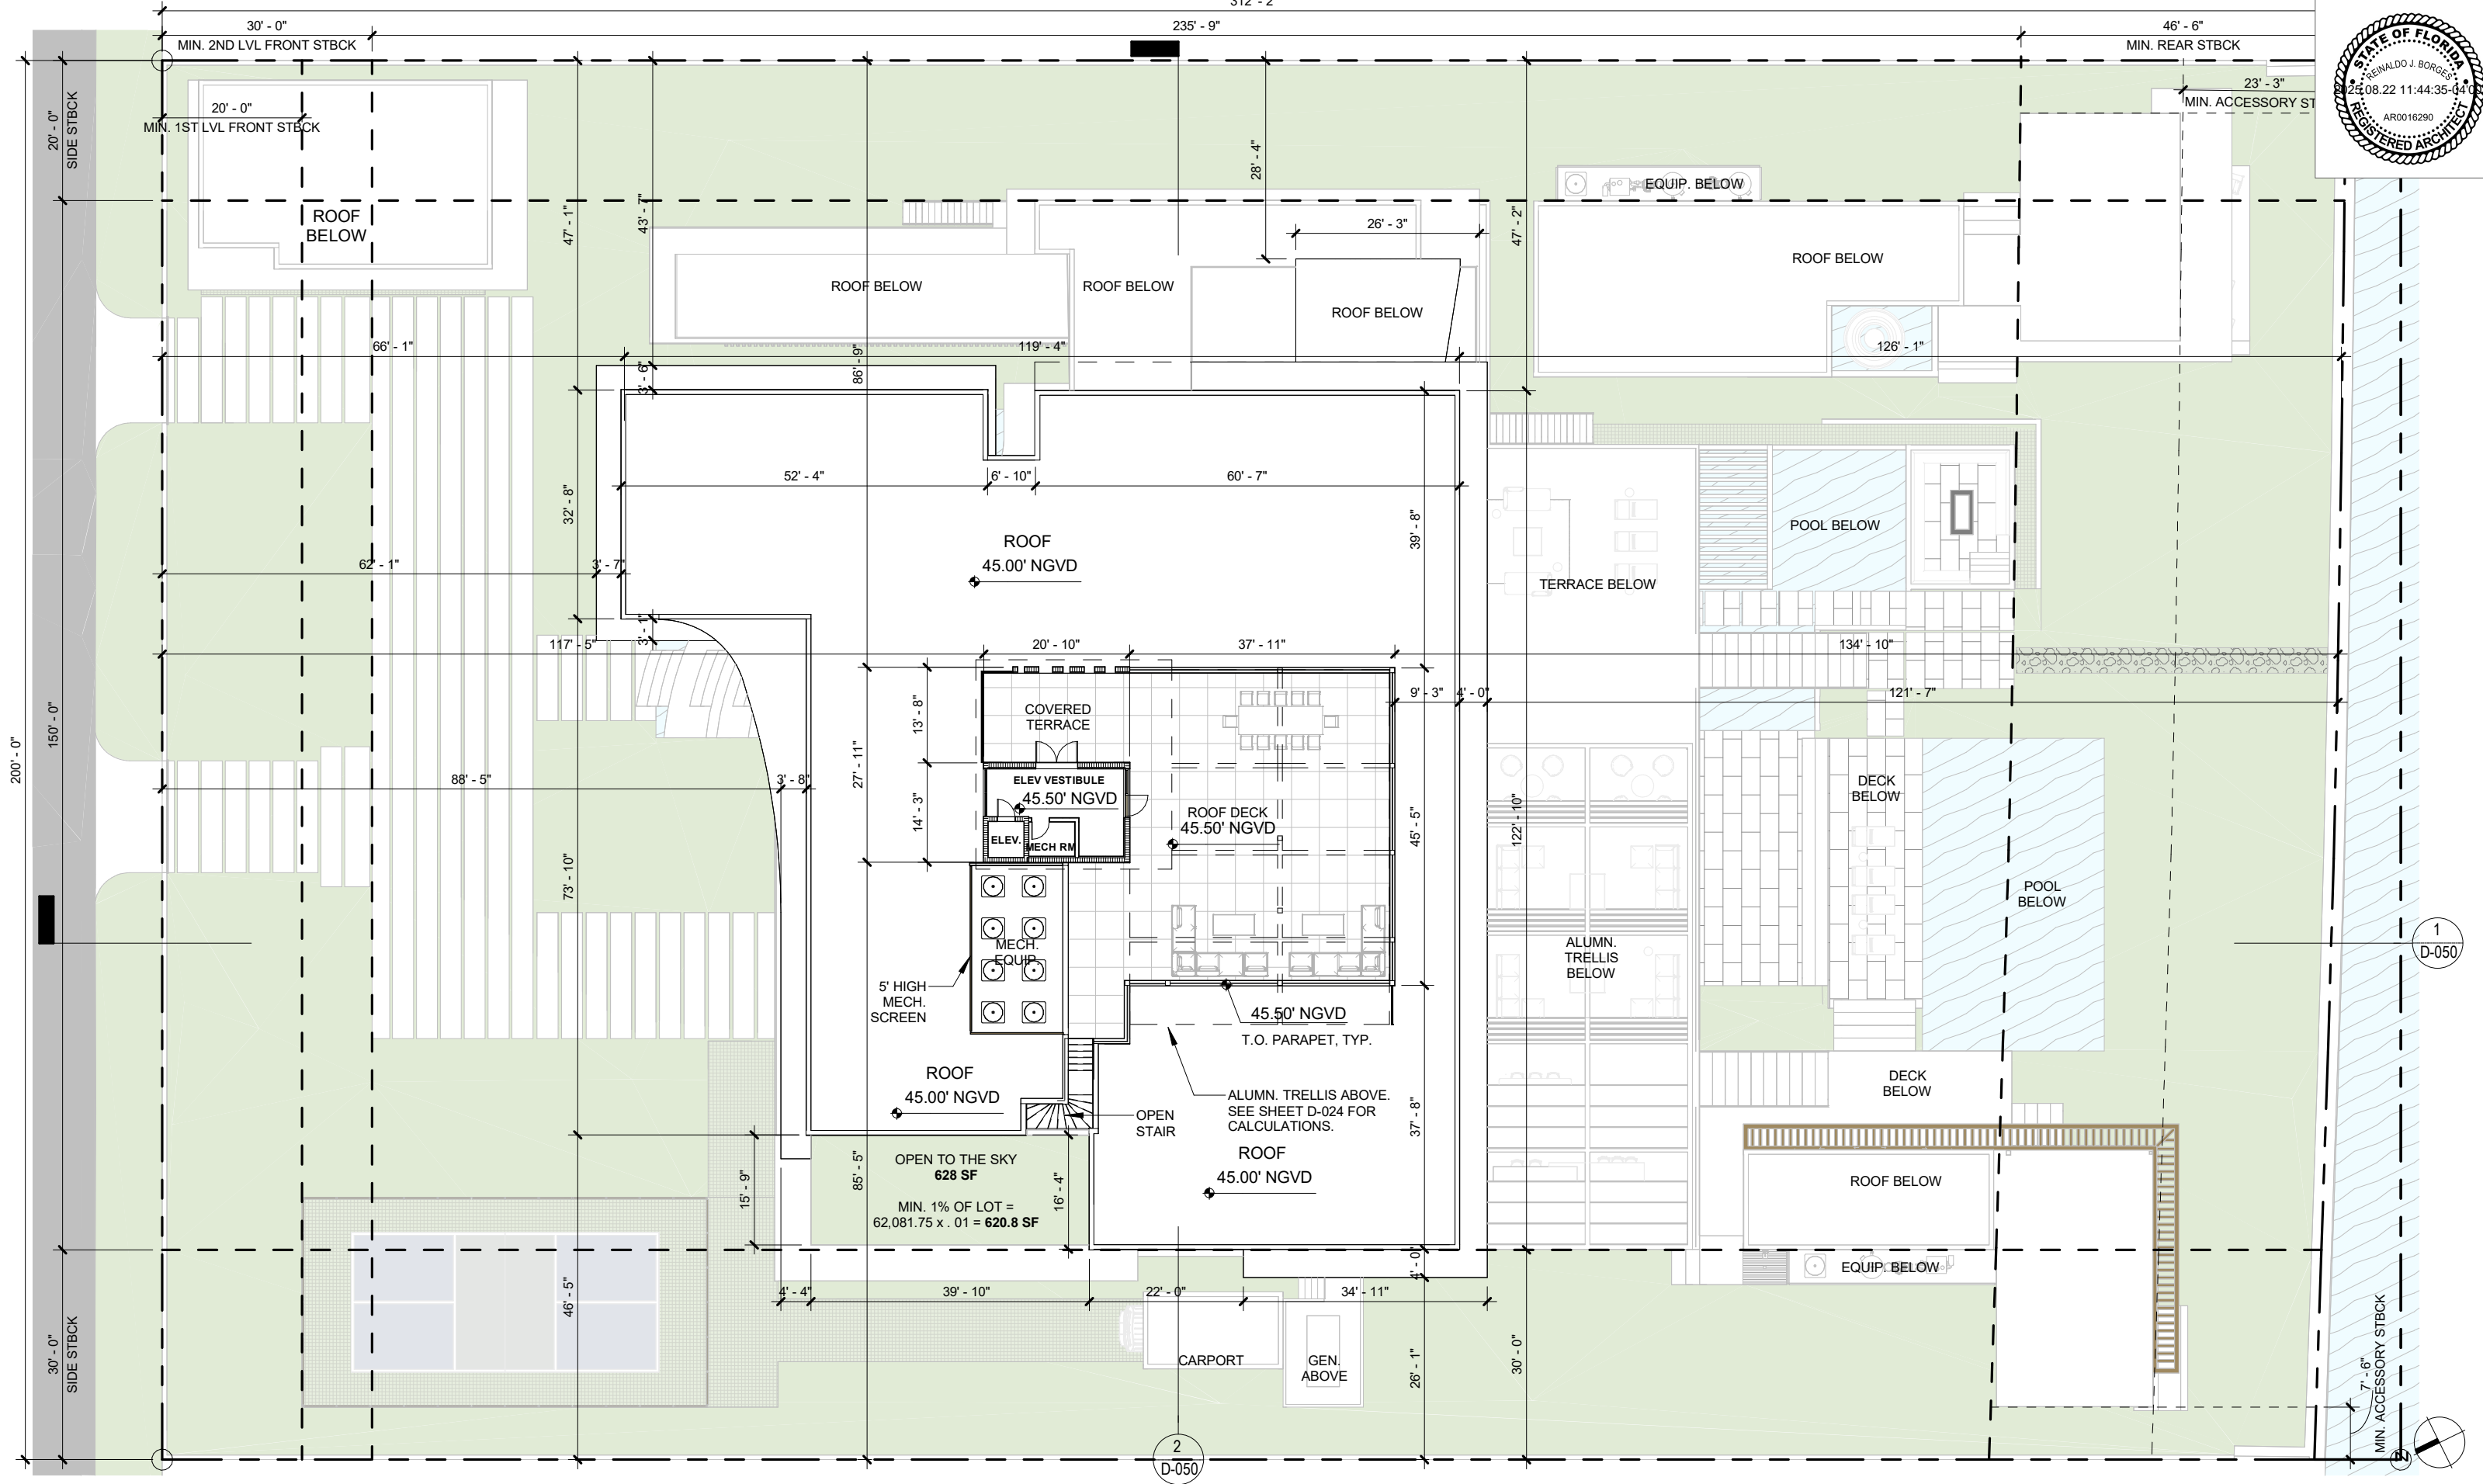 312' - 2"
30' - 0"
235' - 9"
46' - 6"
MIN. 2ND LVL FRONT STBCK
MIN. REAR STBCK
STATE OF FLORIDA
REINALDO J. BORGES
2025.08.22 11:44:35-04'00'
AR0016290
REGISTERED ARCHITECT
20' - 0"
MIN. 1ST LVL FRONT STBCK
23' - 3"
MIN. ACCESSORY ST
20' - 0"
SIDE STBCK
28' - 4"
EQUIP. BELOW
ROOF
BELOW
47' - 1"
43' - 7"
26' - 3"
47' - 2"
ROOF BELOW
ROOF BELOW
ROOF BELOW
ROOF BELOW
66' - 1"
119' - 4"
126' - 1"
86' - 9"
3' - 6"
52' - 4"
6' - 10"
60' - 7"
32' - 8"
39' - 8"
ROOF
45.00' NGVD
POOL BELOW
62' - 1"
3' - 7"
TERRACE BELOW
3' - 1"
117' - 5"
20' - 10"
37' - 11"
134' - 10"
9' - 3"
4' - 0"
121' - 7"
13' - 8"
COVERED
TERRACE
200' - 0"
150' - 0"
88' - 5"
3' - 8"
27' - 11"
14' - 3"
ELEV VESTIBULE
45.50' NGVD
ELEV.
MECH RM
ROOF DECK
45.50' NGVD
45' - 5"
122' - 10"
DECK
BELOW
73' - 10"
POOL
BELOW
MECH.
EQUIP.
ALUMN.
TRELLIS
BELOW
1
D-050
5' HIGH
MECH.
SCREEN
45.50' NGVD
T.O. PARAPET, TYP.
ROOF
45.00' NGVD
ALUMN. TRELLIS ABOVE.
SEE SHEET D-024 FOR
CALCULATIONS.
OPEN
STAIR
37' - 8"
DECK
BELOW
ROOF
45.00' NGVD
15' - 9"
85' - 5"
OPEN TO THE SKY
628 SF
MIN. 1% OF LOT =
62,081.75 x . 01 = 620.8 SF
16' - 4"
ROOF BELOW
4' - 0"
EQUIP. BELOW
46' - 5"
4' - 4"
39' - 10"
22' - 0"
34' - 11"
30' - 0"
SIDE STBCK
CARPORT
GEN.
ABOVE
26' - 1"
30' - 0"
7' - 6"
MIN. ACCESSORY STBCK
2
D-050
Z